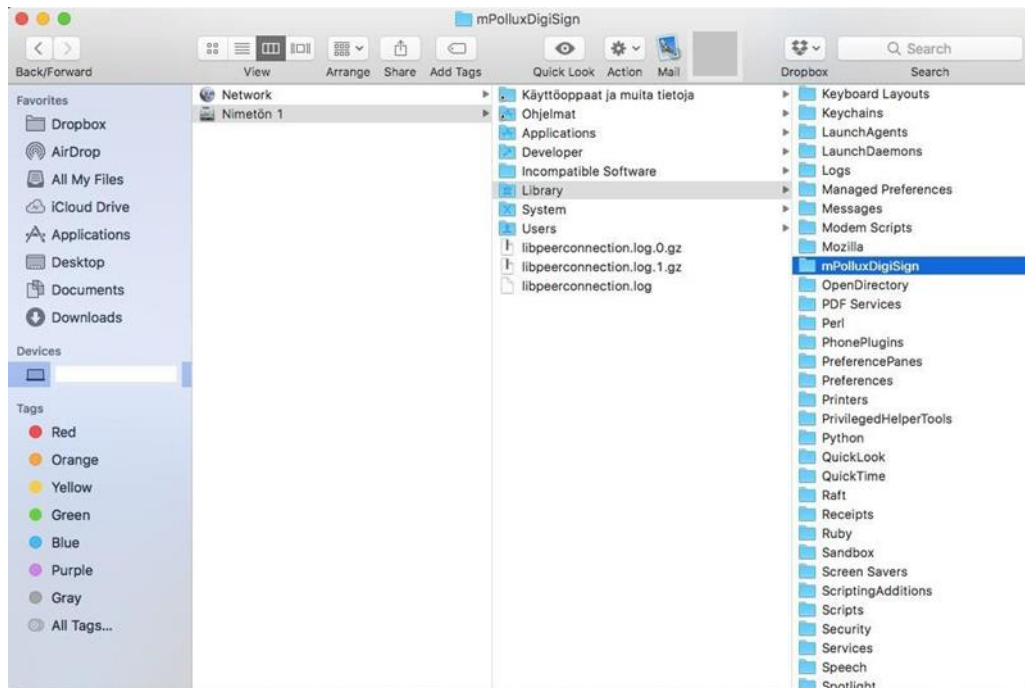 mPolluxDigiSign
Back/Forward
View
Arrange
Share
Add Tags
Quick Look
Action
Mail
Dropbox
Search
Search
Favorites
Dropbox
AirDrop
All My Files
iCloud Drive
Applications
Desktop
Documents
Downloads
Devices
Tags
Red
Orange
Yellow
Green
Blue
Purple
Gray
All Tags...
Network
Nimetön 1
Käyttöoppaat ja muita tietoja
Ohjelmat
Applications
Developer
Incompatible Software
Library
System
Users
libpeerconnection.log.0.gz
libpeerconnection.log.1.gz
libpeerconnection.log
Keyboard Layouts
Keychains
LaunchAgents
LaunchDaemons
Logs
Managed Preferences
Messages
Modem Scripts
Mozilla
mPolluxDigiSign
OpenDirectory
PDF Services
Perl
PhonePlugins
PreferencePanes
Preferences
Printers
PrivilegedHelperTools
Python
QuickLook
QuickTime
Raft
Receipts
Ruby
Sandbox
Screen Savers
ScriptingAdditions
Scripts
Security
Services
Speech
Spotlight